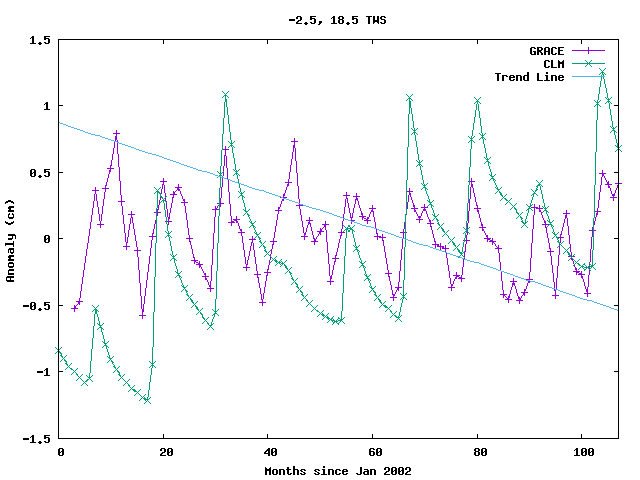 -2.5, 18.5 TWS
GRACE
CLM
Trend Line
1.5
1
0.5
0
-0.5
-1
-1.5
Anomaly (cm)
0 20 40 60 80 100
Months since Jan 2002